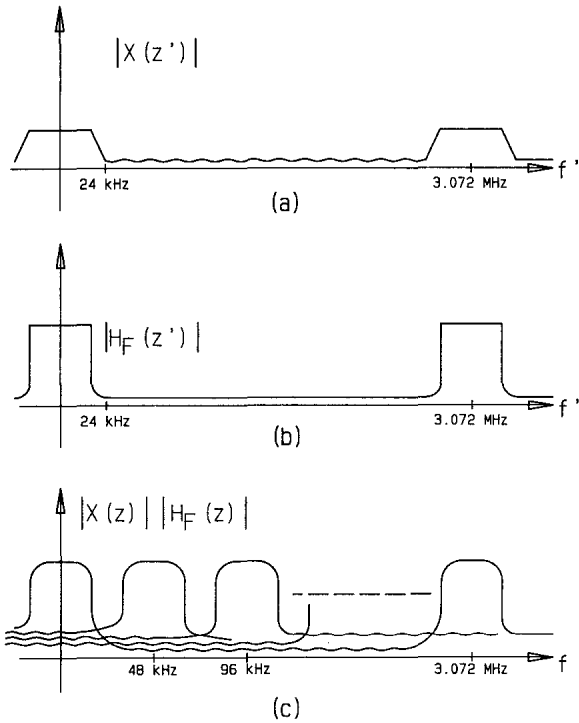 |X(z')|
24 kHz
3.072 MHz
f'
(a)
|H_F(z')|
24 kHz
3.072 MHz
f'
(b)
|X(z)| |H_F(z)|
48 kHz
96 kHz
3.072 MHz
f
(c)